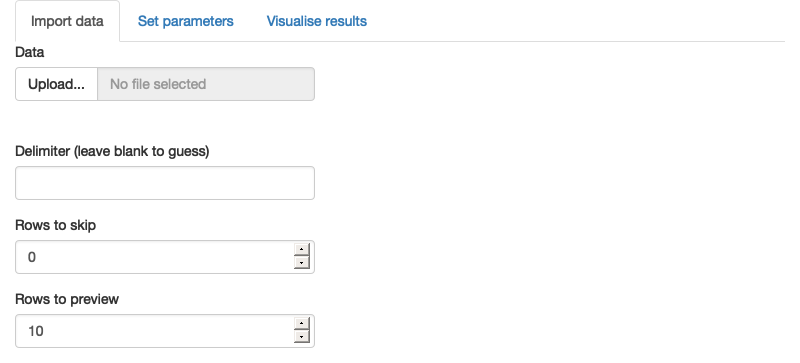 Import data Set parameters Visualise results
Data
Upload... No file selected
Delimiter (leave blank to guess)
Rows to skip
0
Rows to preview
10